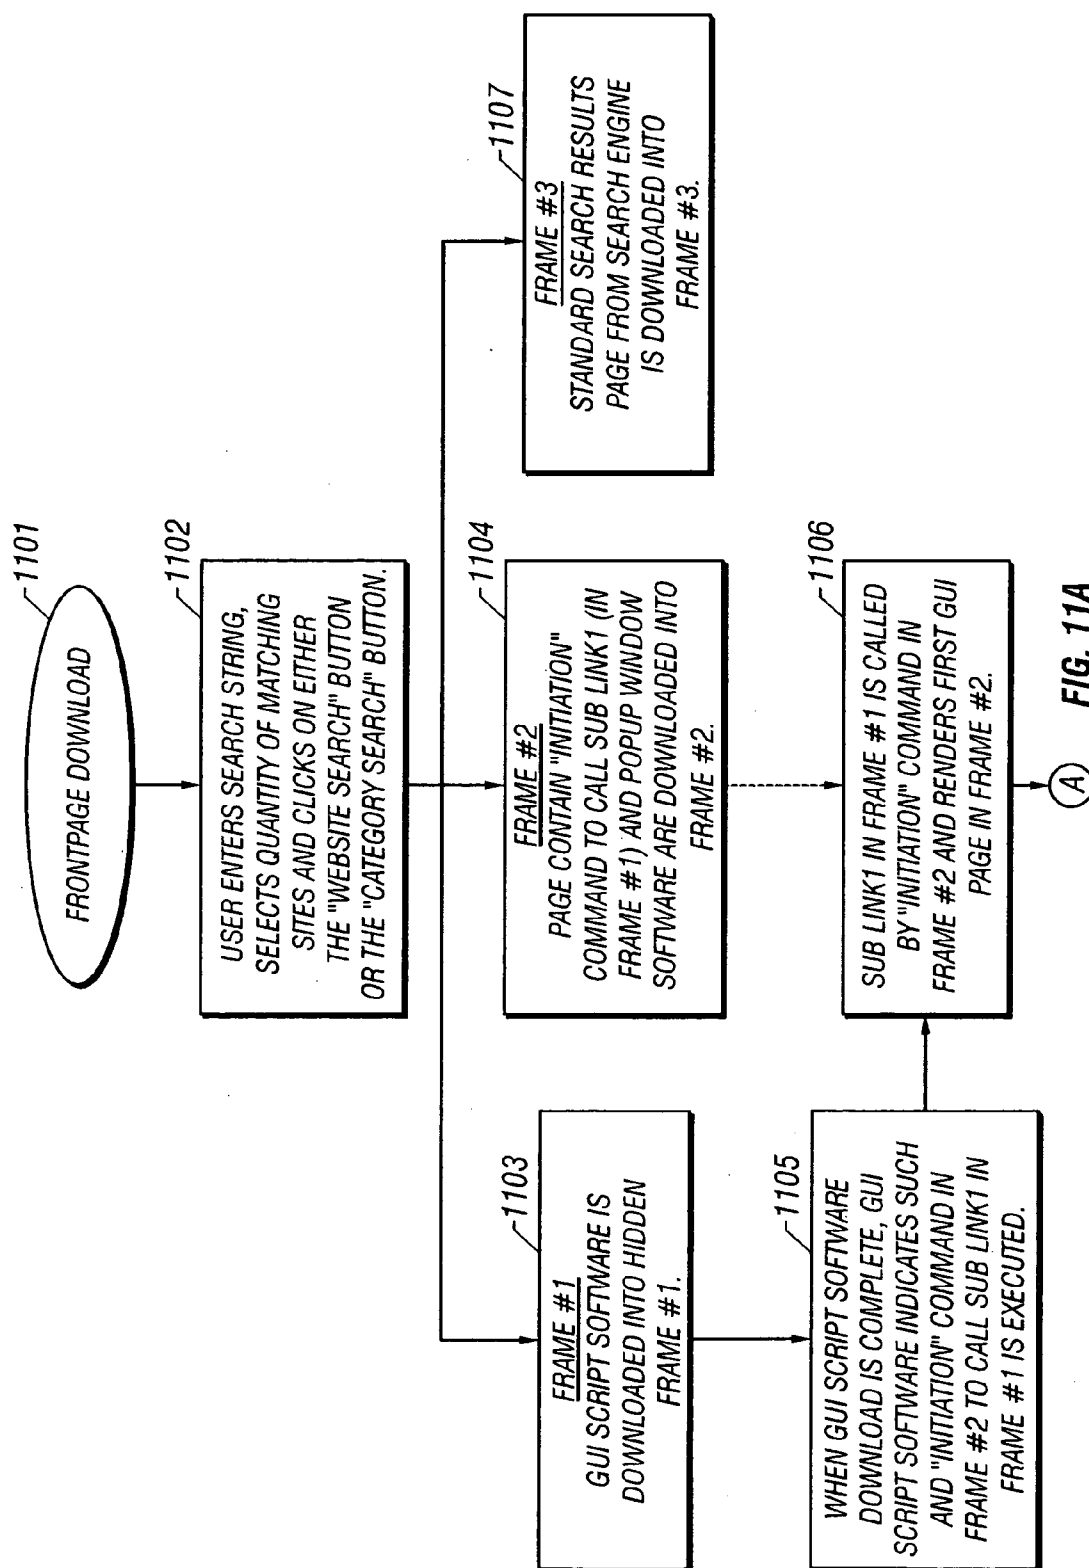 1101
FRONTPAGE DOWNLOAD
1102
USER ENTERS SEARCH STRING,
SELECTS QUANTITY OF MATCHING
SITES AND CLICKS ON EITHER
THE "WEBSITE SEARCH" BUTTON
OR THE "CATEGORY SEARCH" BUTTON.
1103
FRAME #1
GUI SCRIPT SOFTWARE IS
DOWNLOADED INTO HIDDEN
FRAME #1.
1104
FRAME #2
PAGE CONTAIN "INITIATION"
COMMAND TO CALL SUB LINK1 (IN
FRAME #1) AND POPUP WINDOW
SOFTWARE ARE DOWNLOADED INTO
FRAME #2.
1107
FRAME #3
STANDARD SEARCH RESULTS
PAGE FROM SEARCH ENGINE
IS DOWNLOADED INTO
FRAME #3.
1105
WHEN GUI SCRIPT SOFTWARE
DOWNLOAD IS COMPLETE, GUI
SCRIPT SOFTWARE INDICATES SUCH
AND "INITIATION" COMMAND IN
FRAME #2 TO CALL SUB LINK1 IN
FRAME #1 IS EXECUTED.
1106
SUB LINK1 IN FRAME #1 IS CALLED
BY "INITIATION" COMMAND IN
FRAME #2 AND RENDERS FIRST GUI
PAGE IN FRAME #2.
A
FIG. 11A